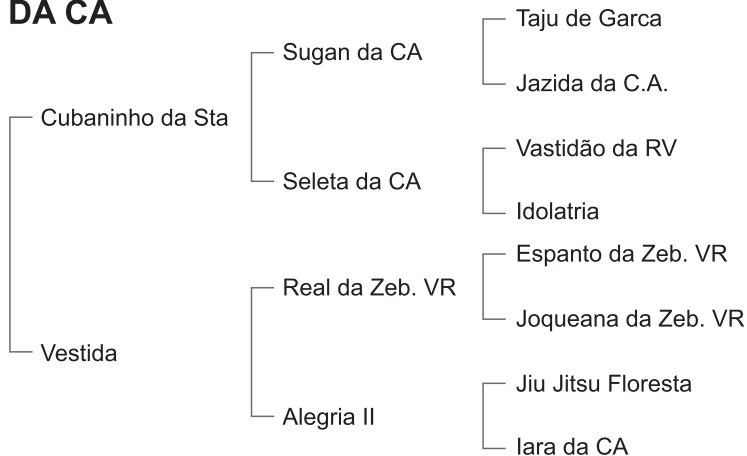 DA CA
Taju de Garca
Sugan da CA
Jazida da C.A.
Cubaninho da Sta
Vastidão da RV
Seleta da CA
Idolatria
Espanto da Zeb. VR
Real da Zeb. VR
Joqueana da Zeb. VR
Vestida
Jiu Jitsu Floresta
Alegria II
Iara da CA